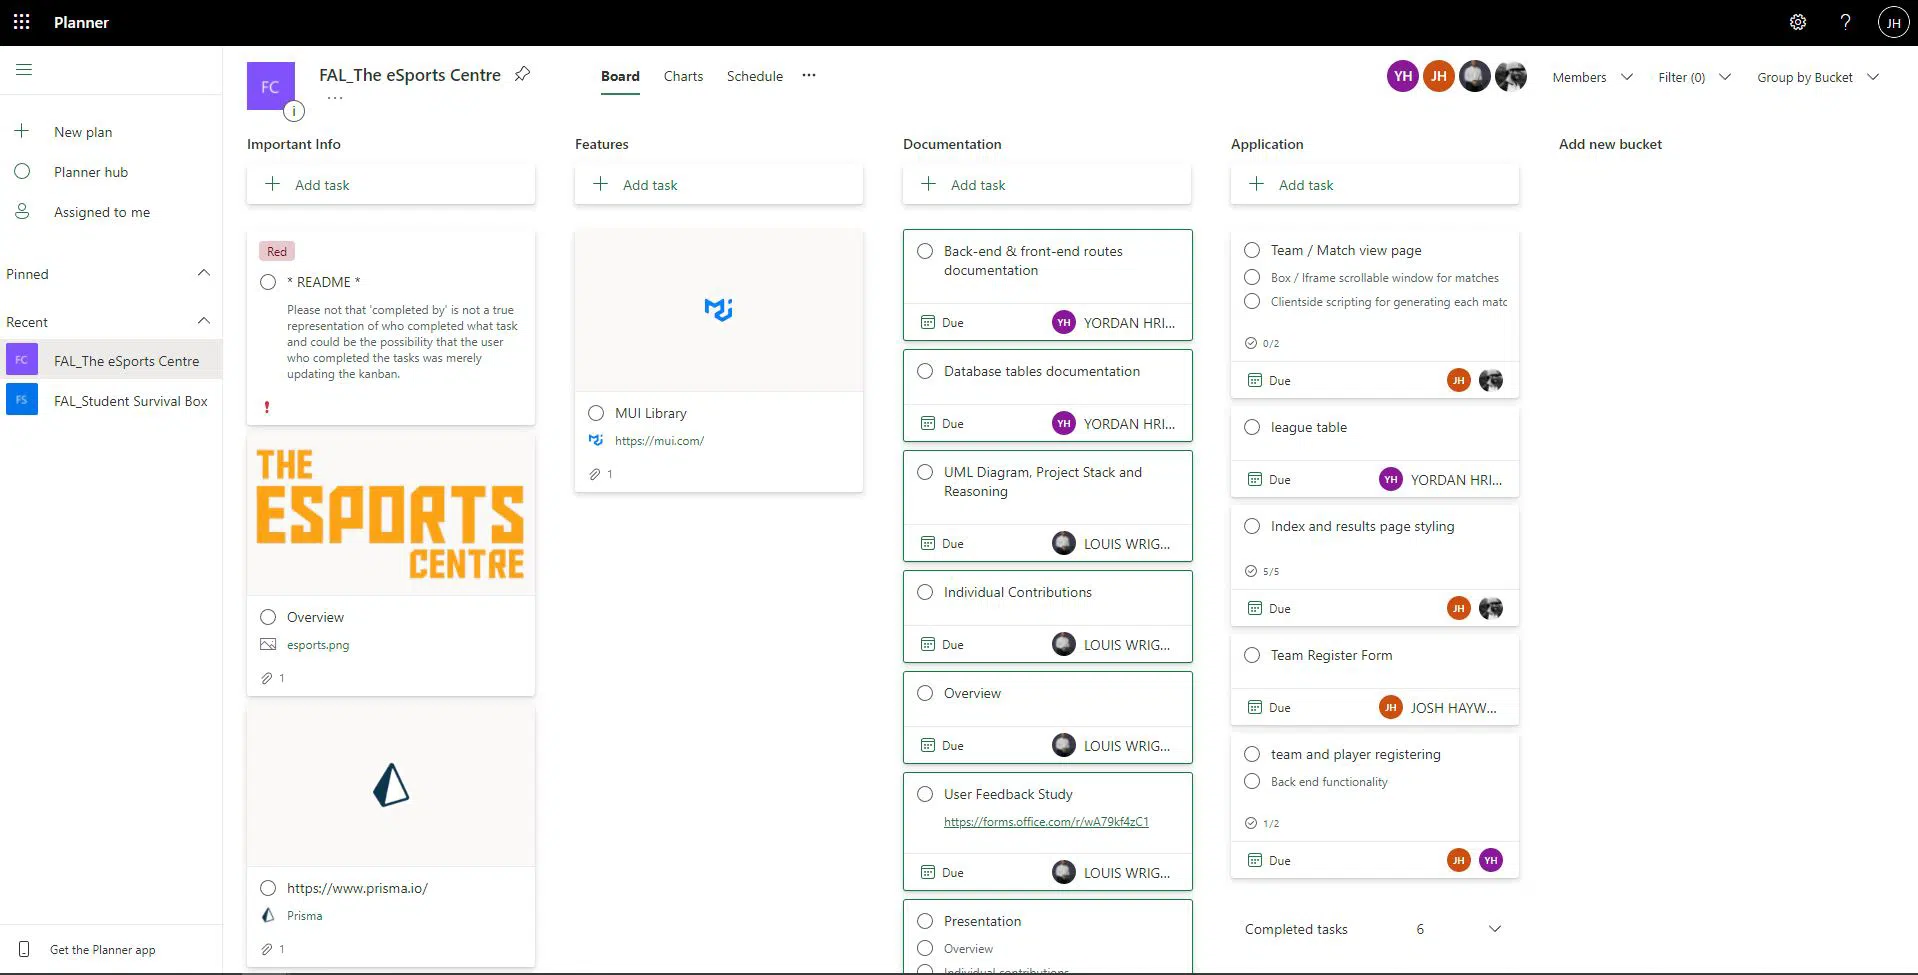 Planner
JH
New plan
Planner hub
Assigned to me
Pinned
Recent
FC FAL_The eSports Centre
FS FAL_Student Survival Box
Get the Planner app
FC
FAL_The eSports Centre
Board Charts Schedule
YH JH
Members Filter (0) Group by Bucket
Important Info
Add task
Red
* README *
Please not that 'completed by' is not a true
representation of who completed what task
and could be the possibility that the user
who completed the tasks was merely
updating the kanban.
THE
ESPORTS
CENTRE
Overview
esports.png
1
https://www.prisma.io/
Prisma
1
Features
Add task
MUI Library
https://mui.com/
1
Documentation
Add task
Back-end & front-end routes
documentation
Due YH YORDAN HRI...
Database tables documentation
Due YH YORDAN HRI...
UML Diagram, Project Stack and
Reasoning
Due LOUIS WRIG...
Individual Contributions
Due LOUIS WRIG...
Overview
Due LOUIS WRIG...
User Feedback Study
https://forms.office.com/r/wA79kf4zC1
Due LOUIS WRIG...
Presentation
Overview
Individual contributions
Application
Add task
Team / Match view page
Box / Iframe scrollable window for matches
Clientside scripting for generating each matc
0/2
Due JH
league table
Due YH YORDAN HRI...
Index and results page styling
5/5
Due JH
Team Register Form
Due JH JOSH HAYW...
team and player registering
Back end functionality
1/2
Due JH YH
Completed tasks 6
Add new bucket